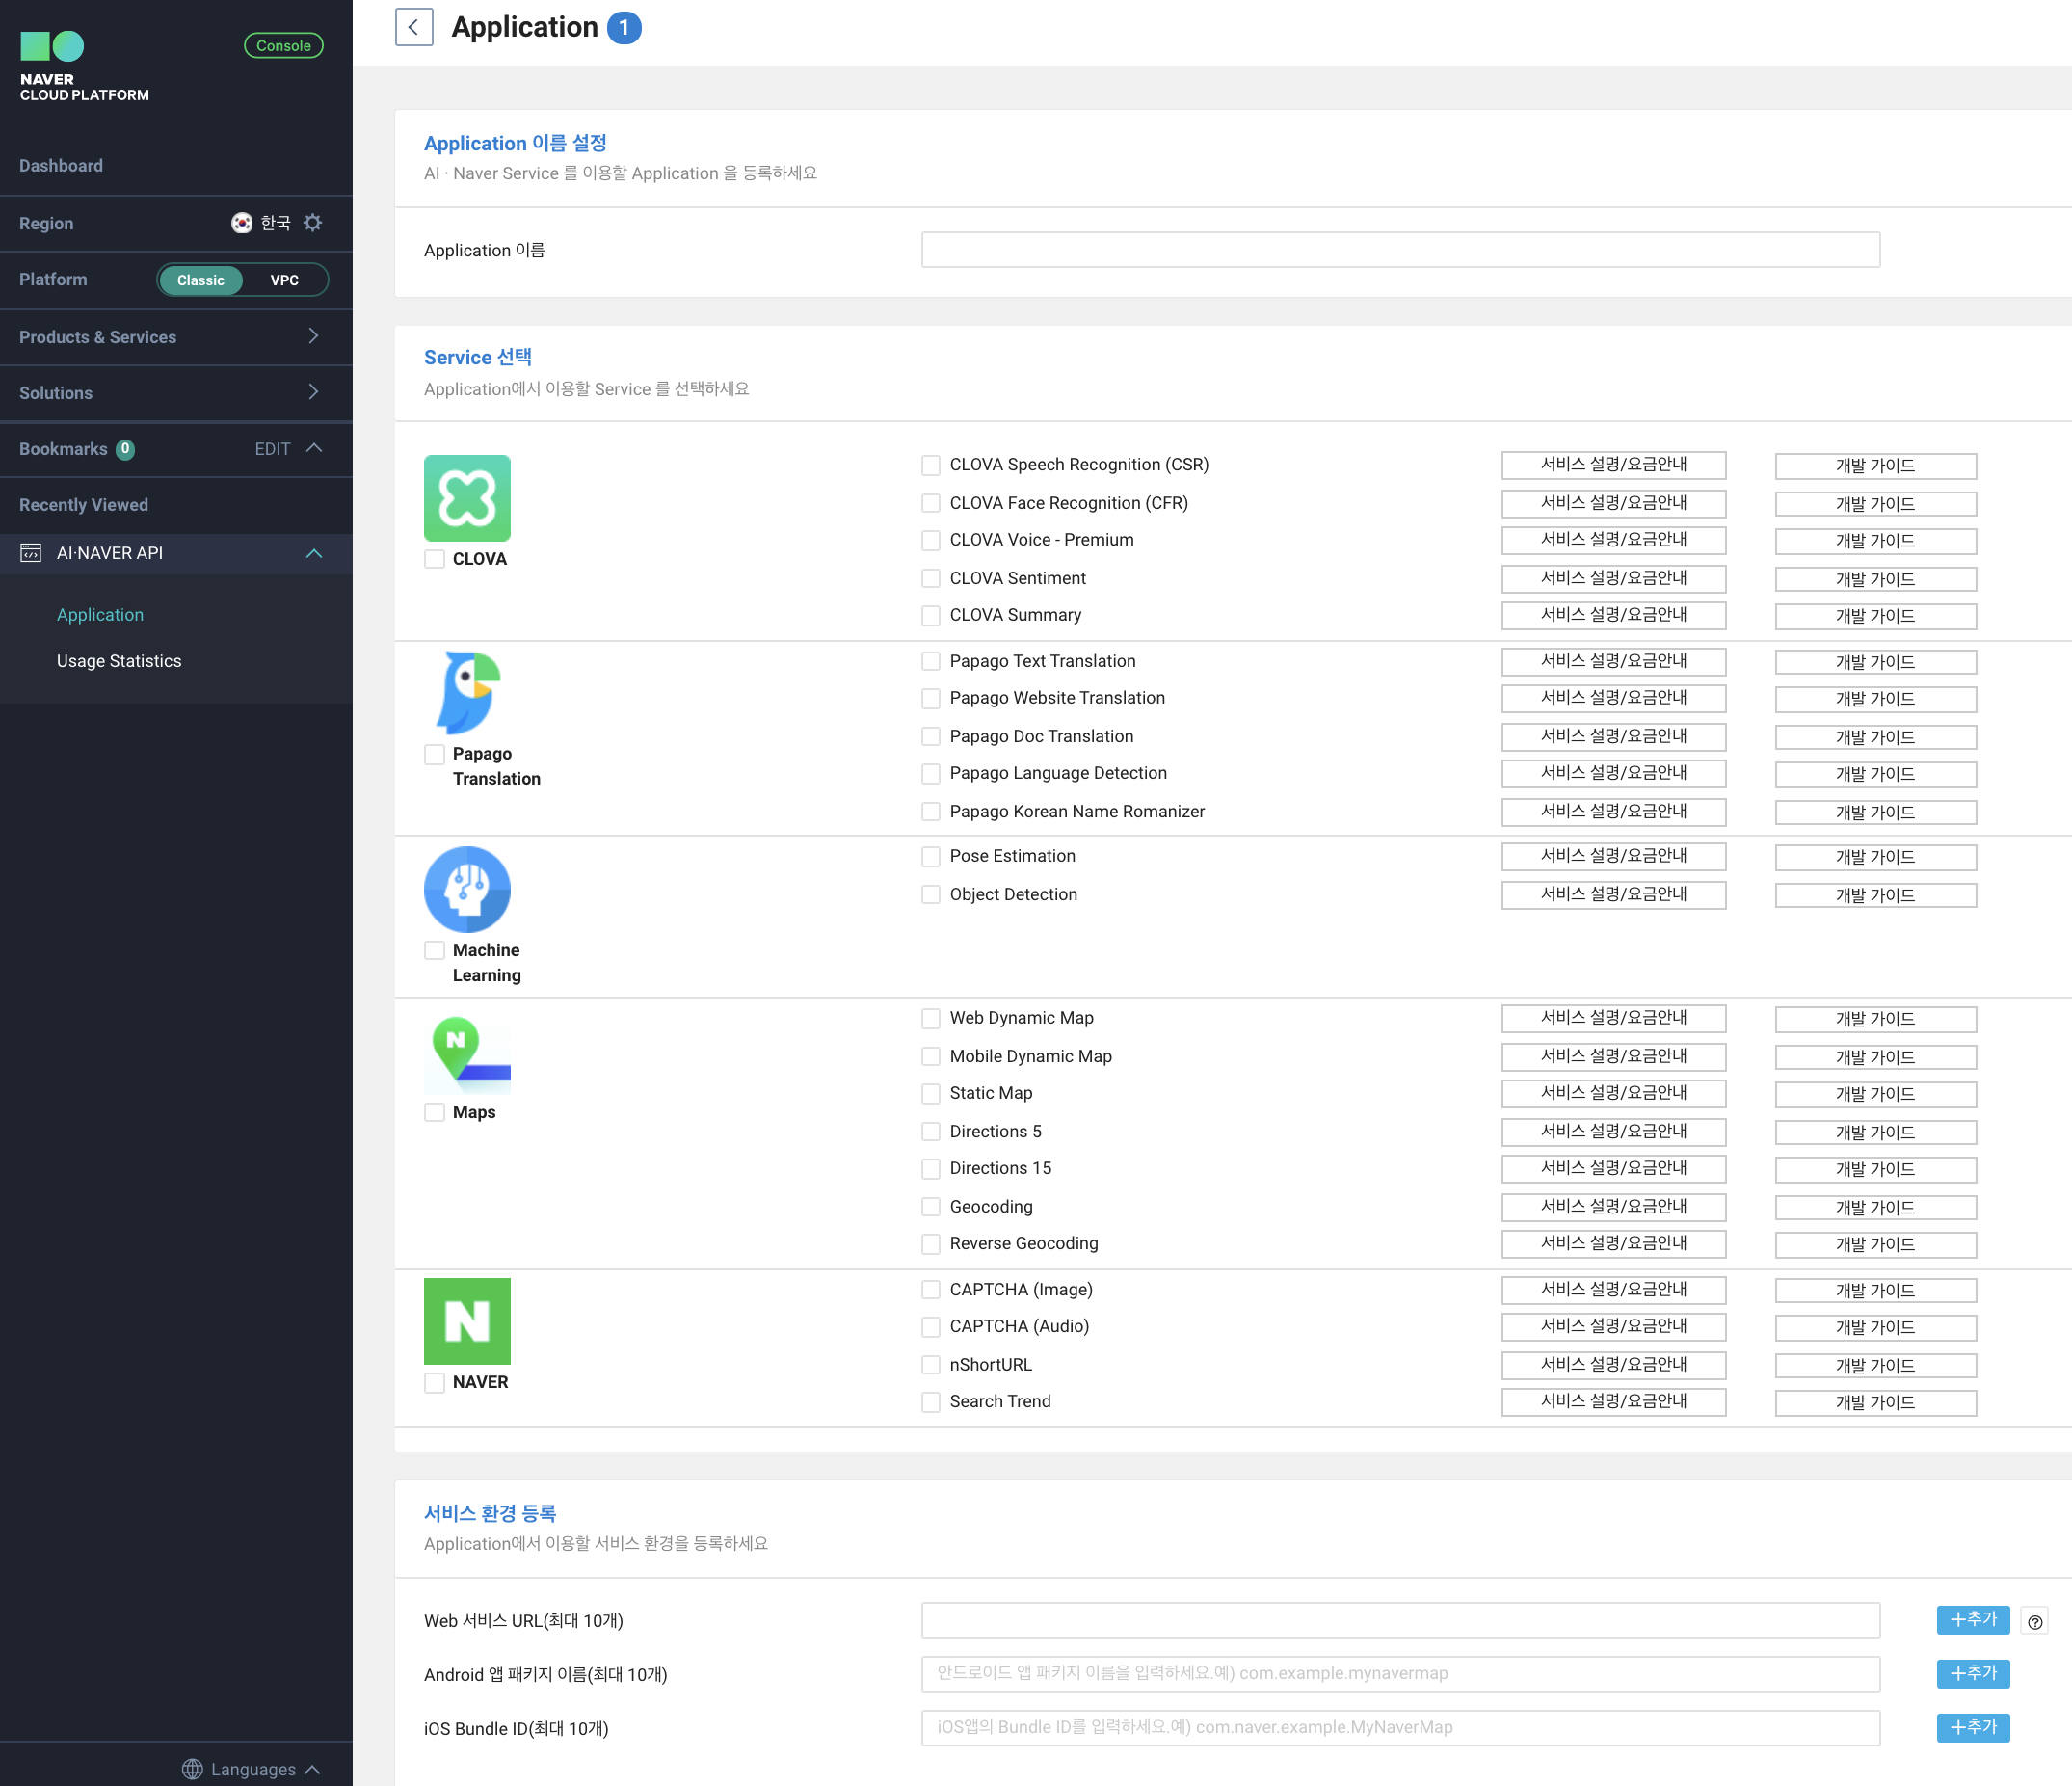 NAVER
CLOUD PLATFORM
Console
Dashboard
Region 한국
Platform Classic VPC
Products & Services
Solutions
Bookmarks 0 EDIT
Recently Viewed
AI·NAVER API
Application
Usage Statistics
Languages
Application 1
Application 이름 설정
AI · Naver Service 를 이용할 Application 을 등록하세요
Application 이름
Service 선택
Application에서 이용할 Service 를 선택하세요
CLOVA
CLOVA Speech Recognition (CSR) 서비스 설명/요금안내 개발 가이드
CLOVA Face Recognition (CFR) 서비스 설명/요금안내 개발 가이드
CLOVA Voice - Premium 서비스 설명/요금안내 개발 가이드
CLOVA Sentiment 서비스 설명/요금안내 개발 가이드
CLOVA Summary 서비스 설명/요금안내 개발 가이드
Papago
Translation
Papago Text Translation 서비스 설명/요금안내 개발 가이드
Papago Website Translation 서비스 설명/요금안내 개발 가이드
Papago Doc Translation 서비스 설명/요금안내 개발 가이드
Papago Language Detection 서비스 설명/요금안내 개발 가이드
Papago Korean Name Romanizer 서비스 설명/요금안내 개발 가이드
Machine
Learning
Pose Estimation 서비스 설명/요금안내 개발 가이드
Object Detection 서비스 설명/요금안내 개발 가이드
N
Maps
Web Dynamic Map 서비스 설명/요금안내 개발 가이드
Mobile Dynamic Map 서비스 설명/요금안내 개발 가이드
Static Map 서비스 설명/요금안내 개발 가이드
Directions 5 서비스 설명/요금안내 개발 가이드
Directions 15 서비스 설명/요금안내 개발 가이드
Geocoding 서비스 설명/요금안내 개발 가이드
Reverse Geocoding 서비스 설명/요금안내 개발 가이드
N
NAVER
CAPTCHA (Image) 서비스 설명/요금안내 개발 가이드
CAPTCHA (Audio) 서비스 설명/요금안내 개발 가이드
nShortURL 서비스 설명/요금안내 개발 가이드
Search Trend 서비스 설명/요금안내 개발 가이드
서비스 환경 등록
Application에서 이용할 서비스 환경을 등록하세요
Web 서비스 URL(최대 10개) +추가 ?
Android 앱 패키지 이름(최대 10개) 안드로이드 앱 패키지 이름을 입력하세요.예) com.example.mynavermap +추가
iOS Bundle ID(최대 10개) iOS앱의 Bundle ID를 입력하세요.예) com.naver.example.MyNaverMap +추가